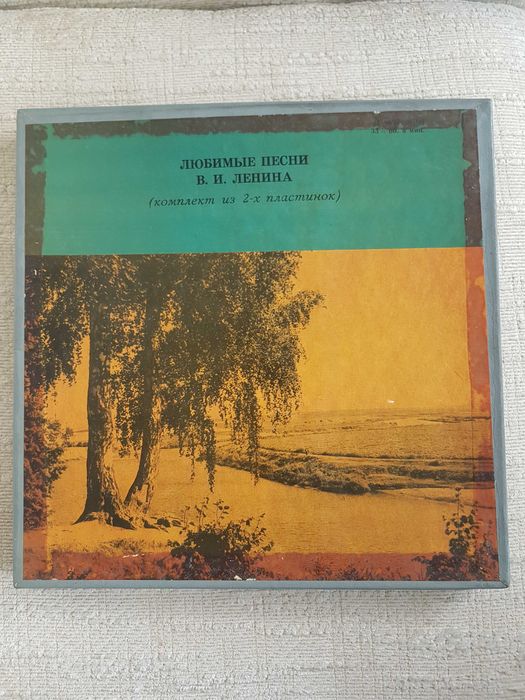 ЛЮБИМЫЕ ПЕСНИ
В. И. ЛЕНИНА
(комплект из 2-х пластинок)